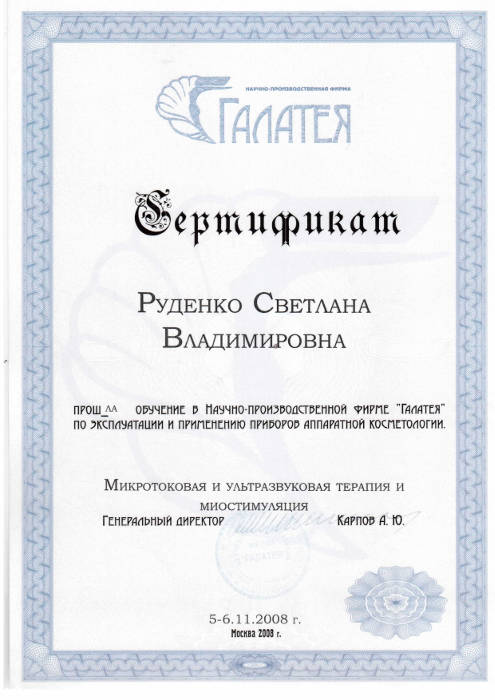 НАУЧНО-ПРОИЗВОДСТВЕННАЯ ФИРМА
ГАЛАТЕЯ
Сертификат
Руденко Светлана
Владимировна
прошла обучение в Научно-производственной фирме "Галатея"
по эксплуатации и применению приборов аппаратной косметологии.
Микротоковая и ультразвуковая терапия и
миостимуляция
Генеральный директор Карпов А. Ю.
5-6.11.2008 г.
Москва 2008 г.